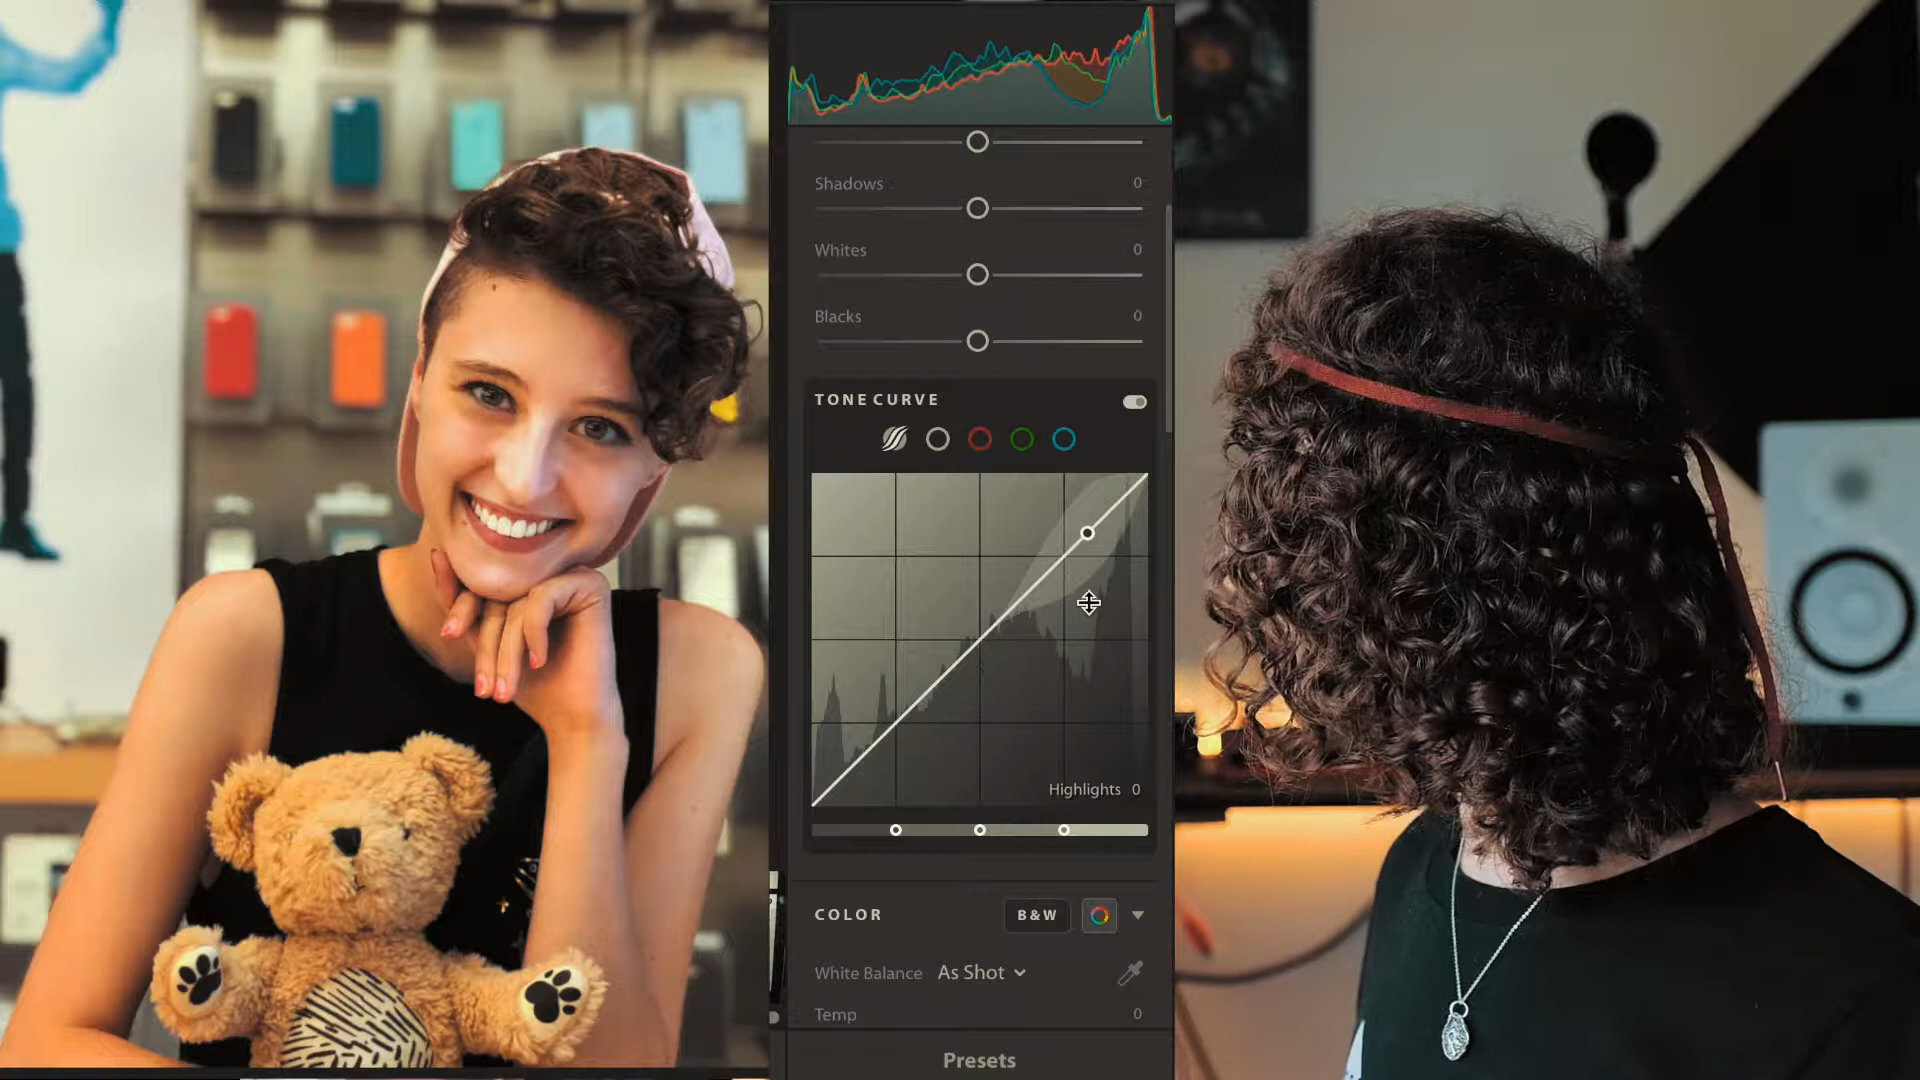 Shadows 0
Whites 0
Blacks 0
TONE CURVE
Highlights 0
COLOR B&W
White Balance As Shot
Temp 0
Presets